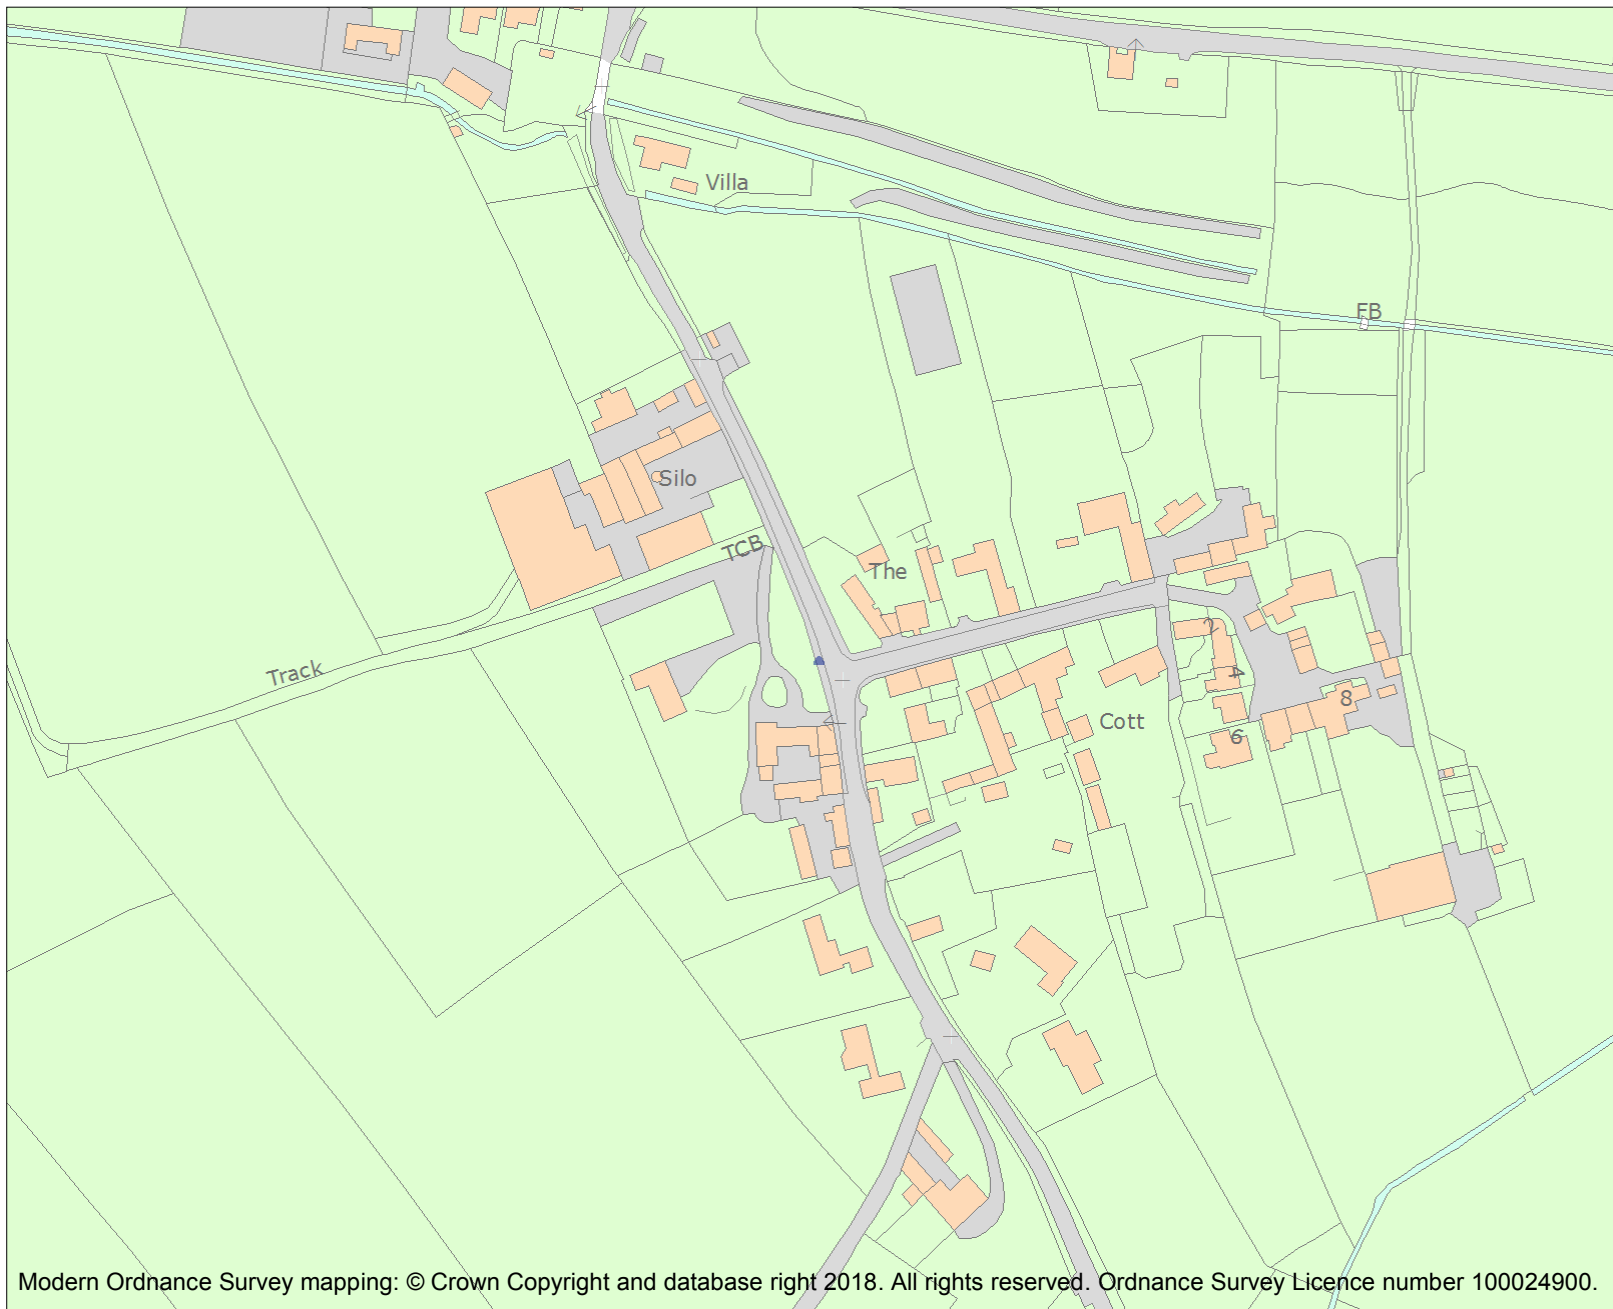 Villa
FB
Silo
TCB
The
2
Track
4
8
Cott
6
Modern Ordnance Survey mapping: © Crown Copyright and database right 2018. All rights reserved. Ordnance Survey Licence number 100024900.